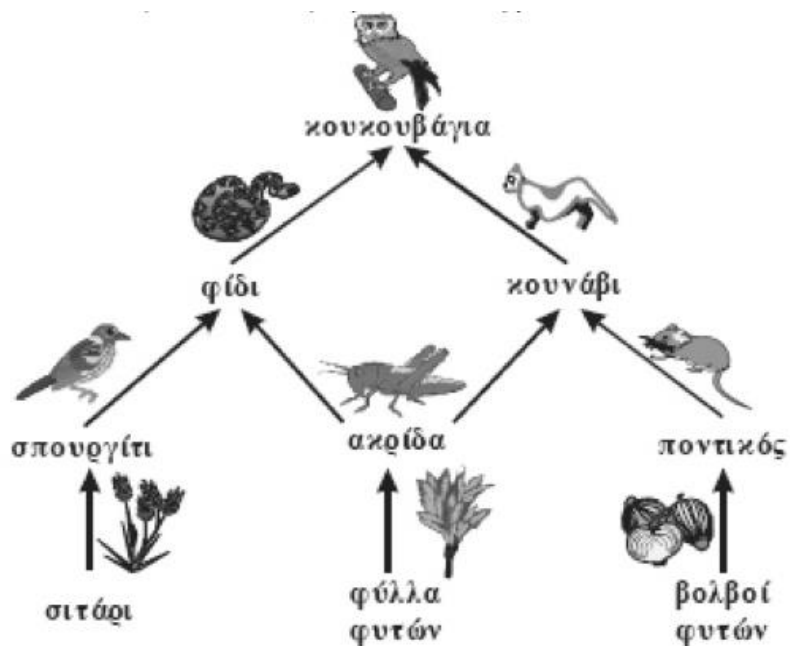 κουκουβάγια
φίδι
κουνάβι
σπουργίτι
ακρίδα
ποντικός
σιτάρι
φύλλα
φυτών
βολβοί
φυτών